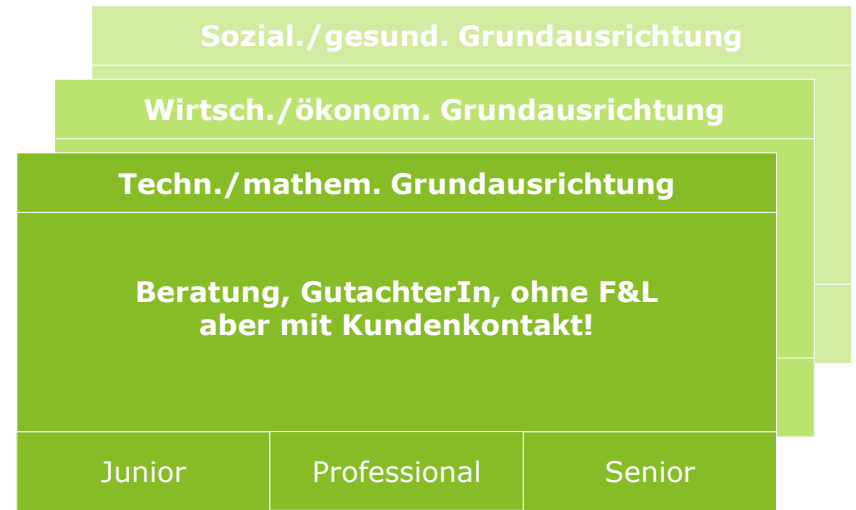 Sozial./gesund. Grundausrichtung
Wirtsch./ökonom. Grundausrichtung
Techn./mathem. Grundausrichtung
Beratung, GutachterIn, ohne F&L
aber mit Kundenkontakt!
Junior Professional Senior